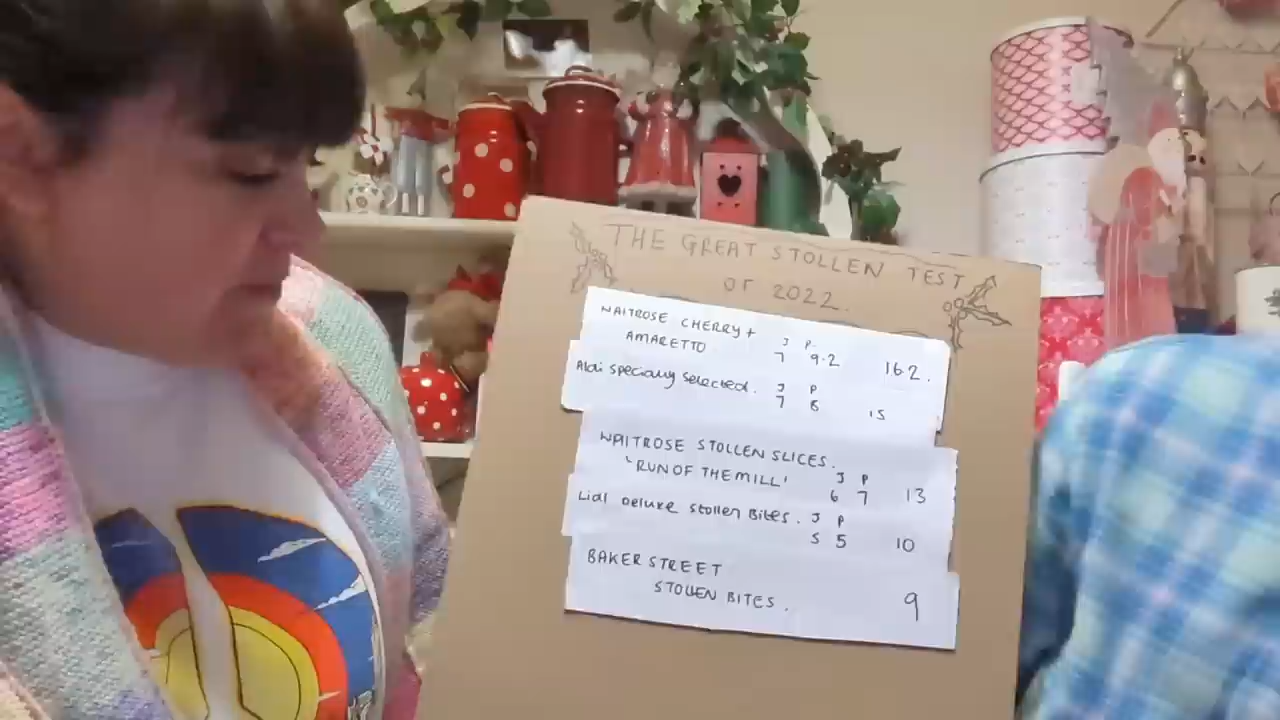 THE GREAT STOLLEN TEST
OF 2022.
WAITROSE CHERRY +
AMARETTO
J P.
7 9.2 16.2.
Aldi specially selected. J P
7 8 15
WAITROSE STOLLEN SLICES.
'RUN OF THE MILL' J P
6 7 13
Lidl Deluxe Stollen Bites. J P
5 5 10
BAKER STREET
STOLLEN BITES. 9